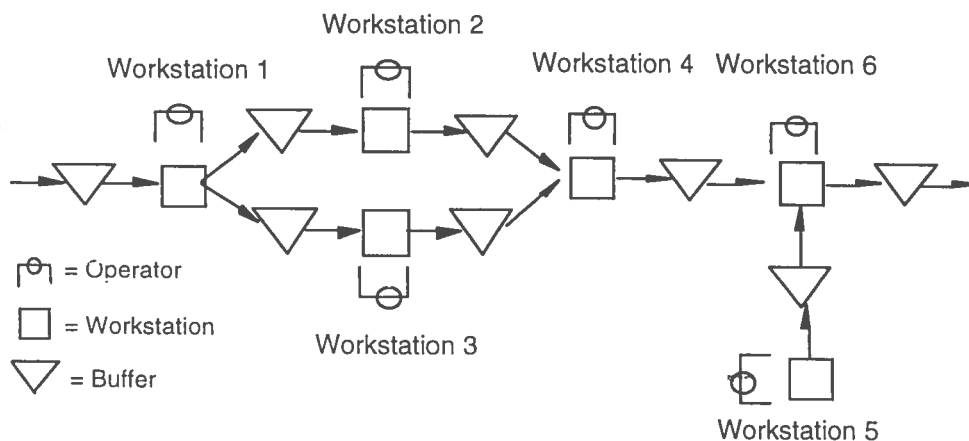 Workstation 2
Workstation 1
Workstation 4
Workstation 6
= Operator
= Workstation
= Buffer
Workstation 3
Workstation 5